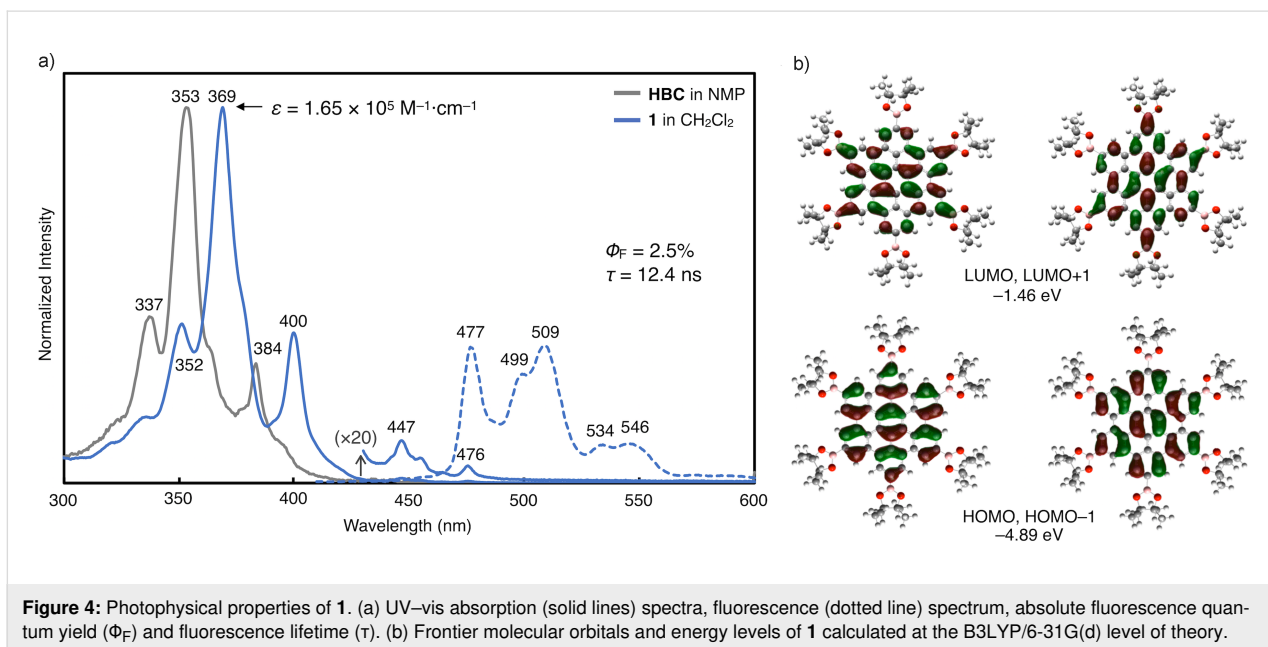 a)
353
369
ε = 1.65 × 10⁵ M⁻¹·cm⁻¹
HBC in NMP
1 in CH₂Cl₂
Normalized Intensity
Φ_F = 2.5%
τ = 12.4 ns
337
352
384
400
(×20)
447
476
477
499
509
534
546
300
350
400
450
500
550
600
Wavelength (nm)
b)
LUMO, LUMO+1
−1.46 eV
HOMO, HOMO−1
−4.89 eV
Figure 4: Photophysical properties of 1. (a) UV–vis absorption (solid lines) spectra, fluorescence (dotted line) spectrum, absolute fluorescence quan-
tum yield (Φ_F) and fluorescence lifetime (τ). (b) Frontier molecular orbitals and energy levels of 1 calculated at the B3LYP/6-31G(d) level of theory.